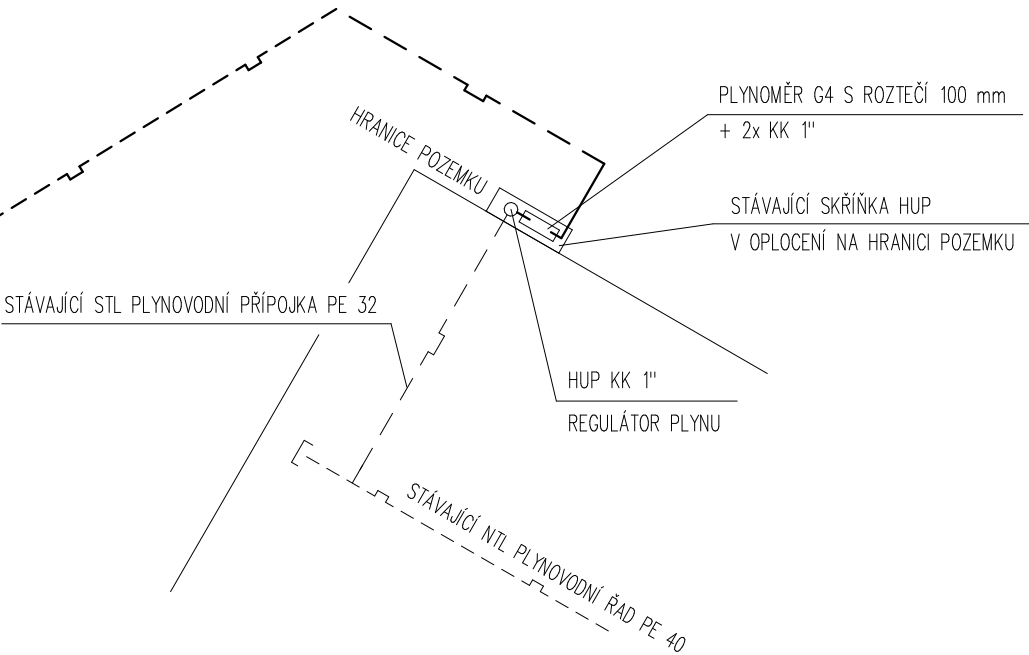 PLYNOMĚR G4 S ROZTEČÍ 100 mm
+ 2x KK 1"
HRANICE POZEMKU
STÁVAJÍCÍ SKŘÍŇKA HUP
V OPLOCENÍ NA HRANICI POZEMKU
STÁVAJÍCÍ STL PLYNOVODNÍ PŘÍPOJKA PE 32
HUP KK 1"
REGULÁTOR PLYNU
STÁVAJÍCÍ NTL PLYNOVODNÍ ŘAD PE 40